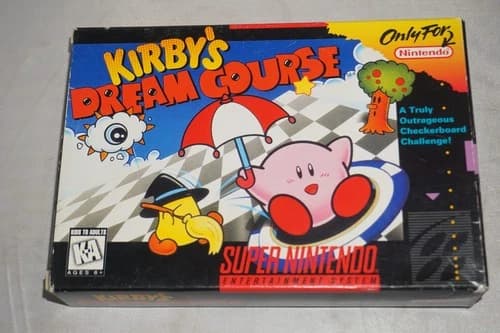 KIRBY'S
DREAM COURSE
Only For
Nintendo
A Truly
Outrageous
Checkerboard
Challenge!
KIDS TO ADULTS
K-A
AGES 6+
SUPER NINTENDO
ENTERTAINMENT SYSTEM